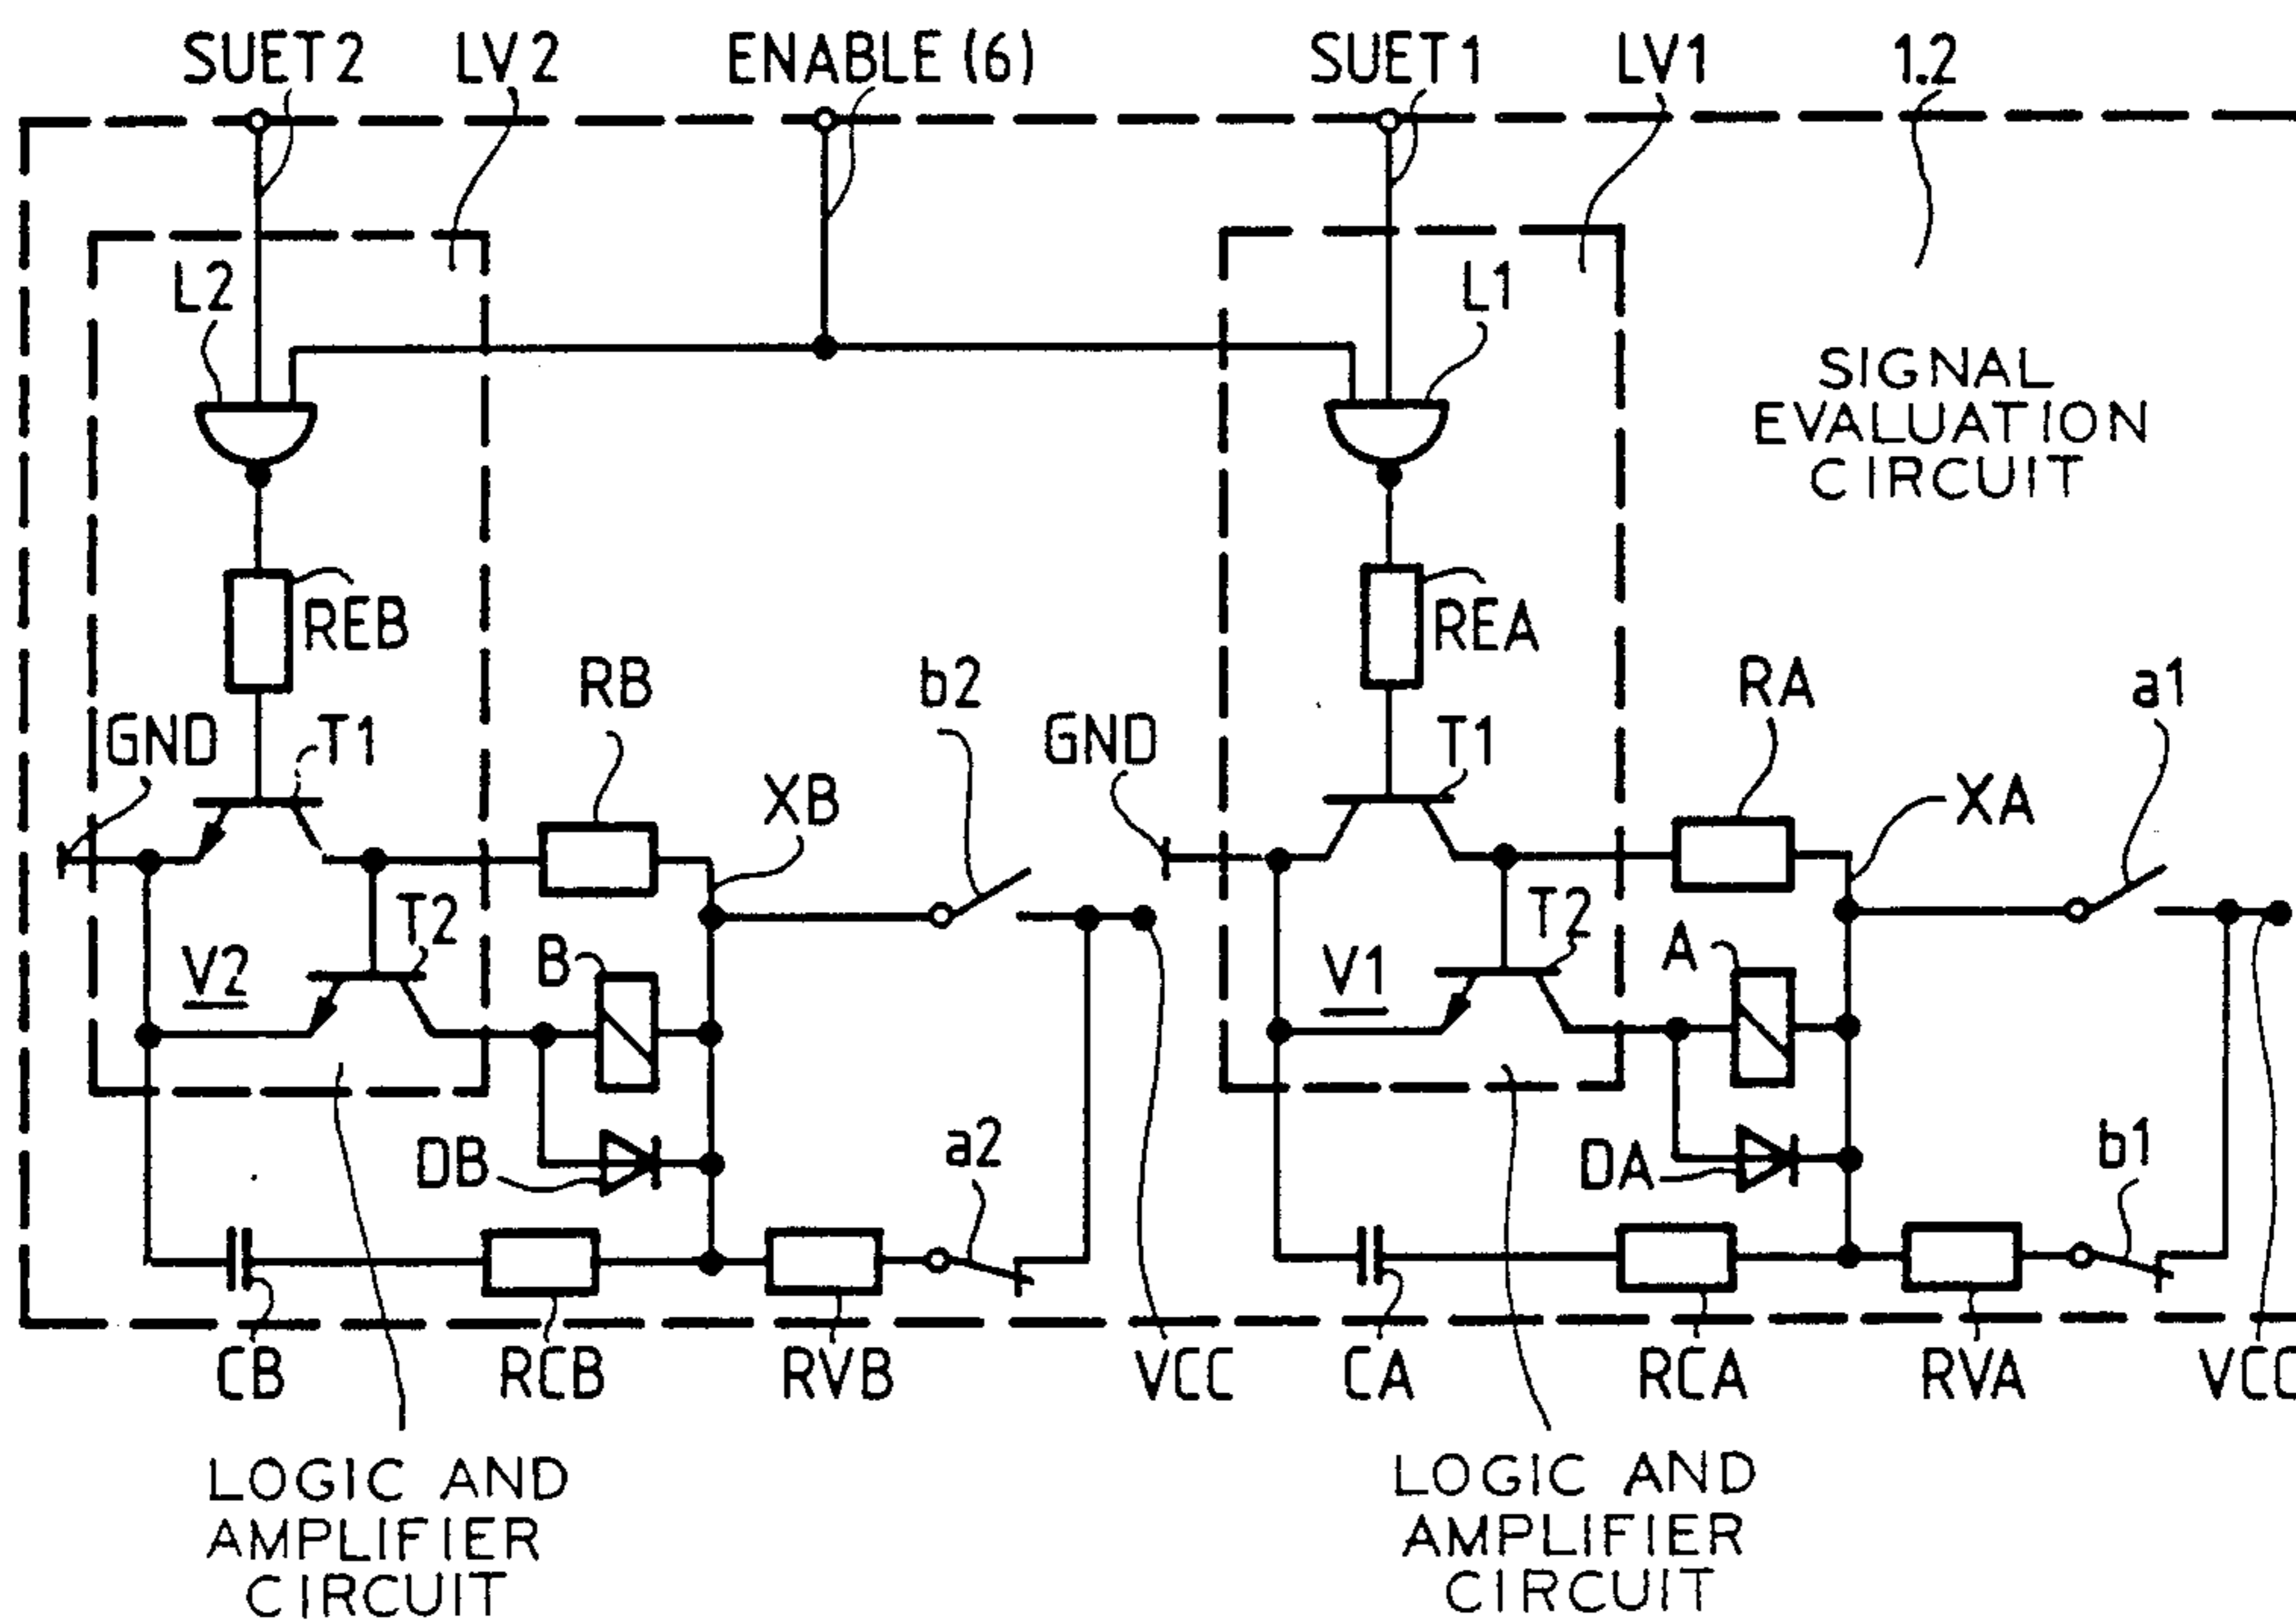 SUET2 LV2 ENABLE (6) SUET1 LV1 1.2
L2 L1
SIGNAL
EVALUATION
CIRCUIT
REB REA
RB b2 RA a1
GND T1 GND T1
XB XA
T2 T2
V2 B V1 A
DB a2 DA b1
CB RCB RVB VCC CA RCA RVA VCC
LOGIC AND
AMPLIFIER
CIRCUIT
LOGIC AND
AMPLIFIER
CIRCUIT